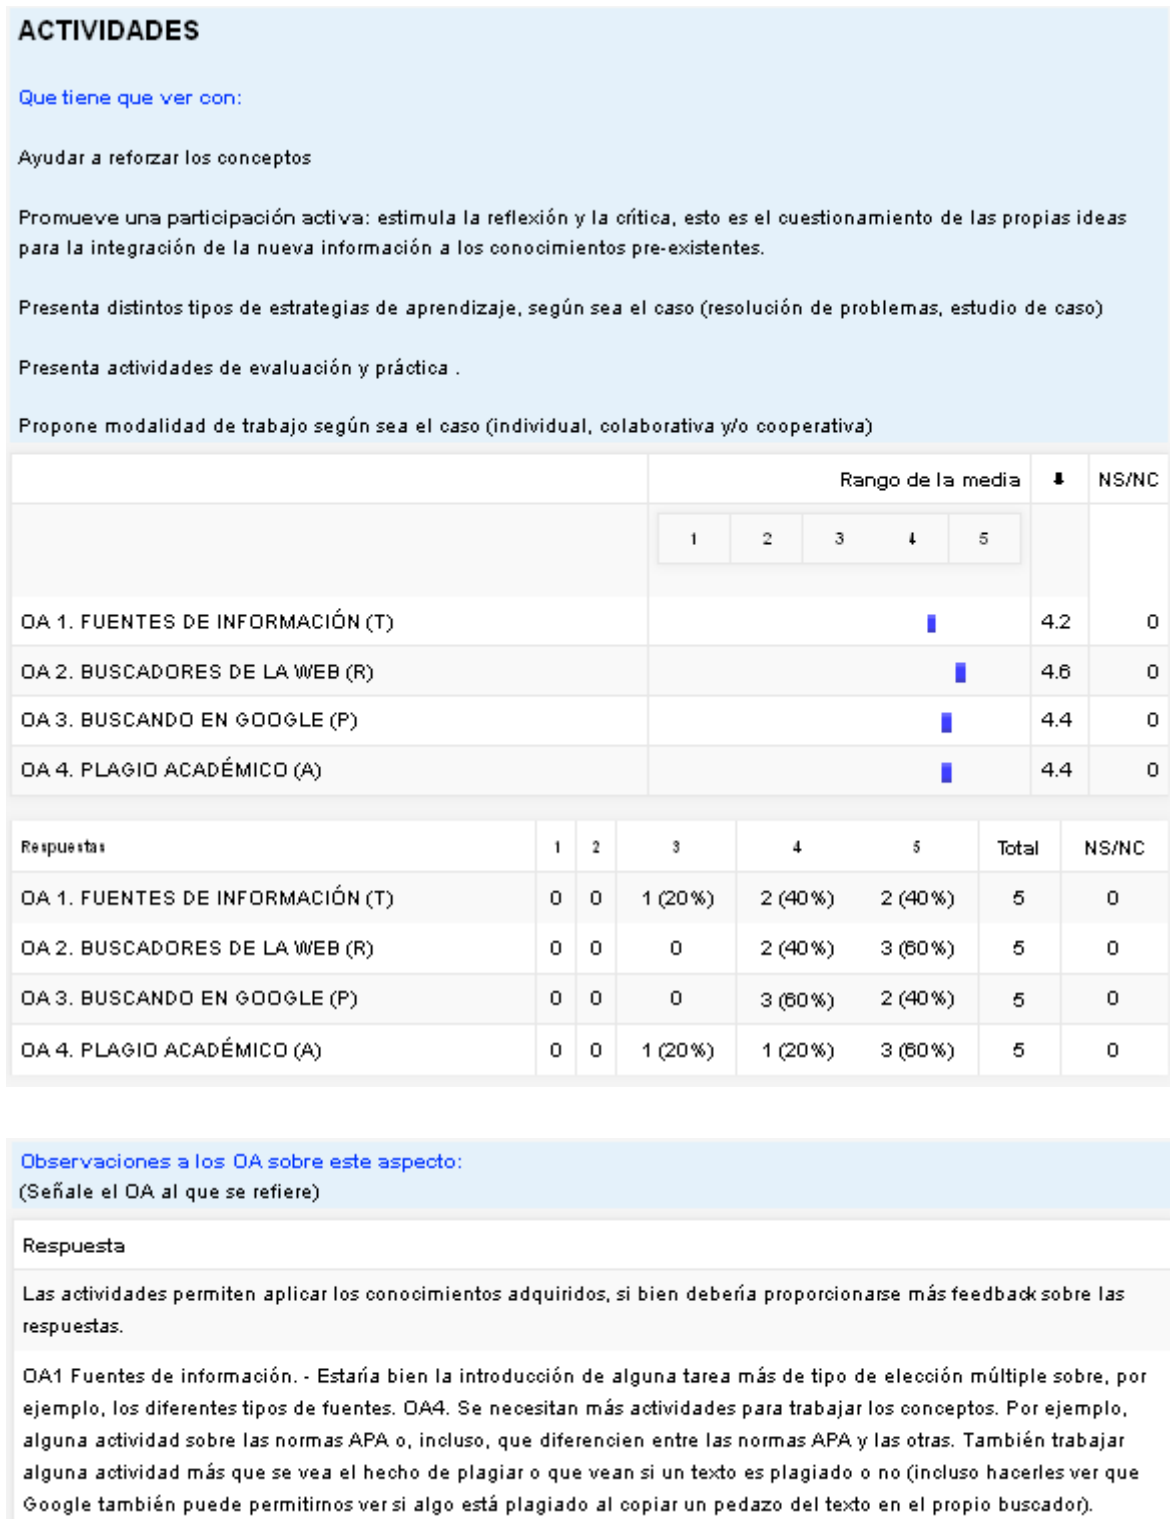 ACTIVIDADES
Que tiene que ver con:
Ayudar a reforzar los conceptos
Promueve una participación activa: estimula la reflexión y la crítica, esto es el cuestionamiento de las propias ideas
para la integración de la nueva información a los conocimientos pre-existentes.
Presenta distintos tipos de estrategias de aprendizaje, según sea el caso (resolución de problemas, estudio de caso)
Presenta actividades de evaluación y práctica .
Propone modalidad de trabajo según sea el caso (individual, colaborativa y/o cooperativa)
Rango de la media ⬇ NS/NC
1 2 3 4 5
OA 1. FUENTES DE INFORMACIÓN (T) 4.2 0
OA 2. BUSCADORES DE LA WEB (R) 4.6 0
OA 3. BUSCANDO EN GOOGLE (P) 4.4 0
OA 4. PLAGIO ACADÉMICO (A) 4.4 0
Respuestas 1 2 3 4 5 Total NS/NC
OA 1. FUENTES DE INFORMACIÓN (T) 0 0 1 (20%) 2 (40%) 2 (40%) 5 0
OA 2. BUSCADORES DE LA WEB (R) 0 0 0 2 (40%) 3 (60%) 5 0
OA 3. BUSCANDO EN GOOGLE (P) 0 0 0 3 (60%) 2 (40%) 5 0
OA 4. PLAGIO ACADÉMICO (A) 0 0 1 (20%) 1 (20%) 3 (60%) 5 0
Observaciones a los OA sobre este aspecto:
(Señale el OA al que se refiere)
Respuesta
Las actividades permiten aplicar los conocimientos adquiridos, si bien debería proporcionarse más feedback sobre las
respuestas.
OA1 Fuentes de información. - Estaría bien la introducción de alguna tarea más de tipo de elección múltiple sobre, por
ejemplo, los diferentes tipos de fuentes. OA4. Se necesitan más actividades para trabajar los conceptos. Por ejemplo,
alguna actividad sobre las normas APA o, incluso, que diferencien entre las normas APA y las otras. También trabajar
alguna actividad más que se vea el hecho de plagiar o que vean si un texto es plagiado o no (incluso hacerles ver que
Google también puede permitirnos ver si algo está plagiado al copiar un pedazo del texto en el propio buscador).